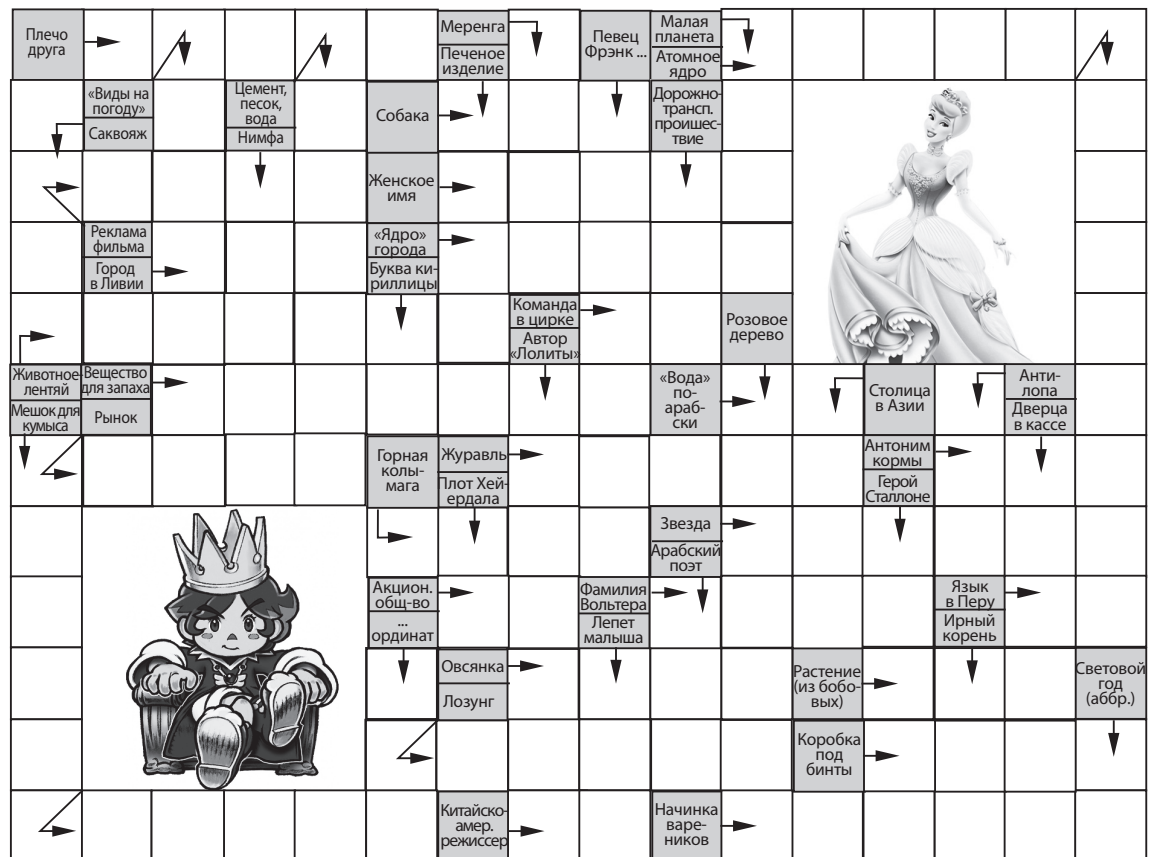 Плечо
друга
Меренга
Печеное
изделие
Певец
Фрэнк ...
Малая
планета
Атомное
ядро
«Виды на
погоду»
Саквояж
Цемент,
песок,
вода
Нимфа
Собака
Дорожно-
трансп.
происшес-
твие
Женское
имя
Реклама
фильма
Город
в Ливии
«Ядро»
города
Буква ки-
риллицы
Команда
в цирке
Автор
«Лолиты»
Розовое
дерево
Животное-
лентяй
Мешок для
кумыса
Вещество
для запаха
Рынок
«Вода»
по-
араб-
ски
Столица
в Азии
Анти-
лопа
Дверца
в кассе
Горная
колы-
мага
Журавль
Плот Хей-
ердала
Антоним
кормы
Герой
Сталлоне
Звезда
Арабский
поэт
Акцион.
общ-во
...
ординат
Фамилия
Вольтера
Лепет
малыша
Язык
в Перу
Ирный
корень
Овсянка
Лозунг
Растение
(из бобо-
вых)
Световой
год
(аббр.)
Коробка
под
бинты
Китайско-
амер.
режиссер
Начинка
варе-
ников